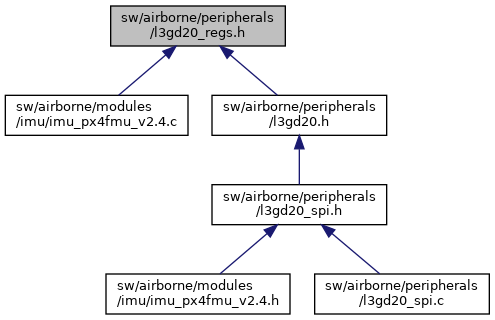 sw/airborne/peripherals
/l3gd20_regs.h
sw/airborne/modules
/imu/imu_px4fmu_v2.4.c
sw/airborne/peripherals
/l3gd20.h
sw/airborne/peripherals
/l3gd20_spi.h
sw/airborne/modules
/imu/imu_px4fmu_v2.4.h
sw/airborne/peripherals
/l3gd20_spi.c